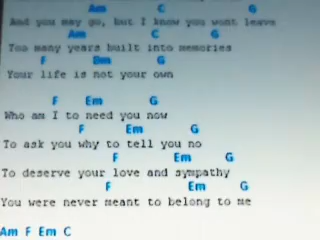 Am C G
And you may go, but I know you wont leave
Am C G
Too many years built into memories
F Em G
Your life is not your own
F Em G
Who am I to need you now
F Em G
To ask you why to tell you no
F Em G
To deserve your love and sympathy
F Em G
You were never meant to belong to me
Am F Em C